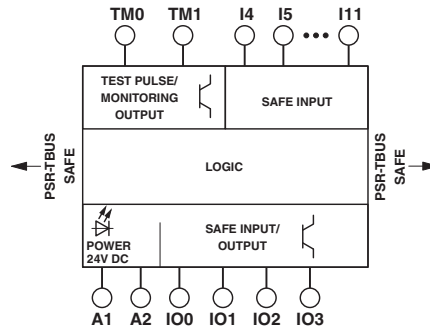 TM0 TM1 I4 I5 ••• I11
TEST PULSE/
MONITORING
OUTPUT
SAFE INPUT
PSR-TBUS
SAFE
LOGIC
PSR-TBUS
SAFE
POWER
24V DC
SAFE INPUT/
OUTPUT
A1 A2 IO0 IO1 IO2 IO3